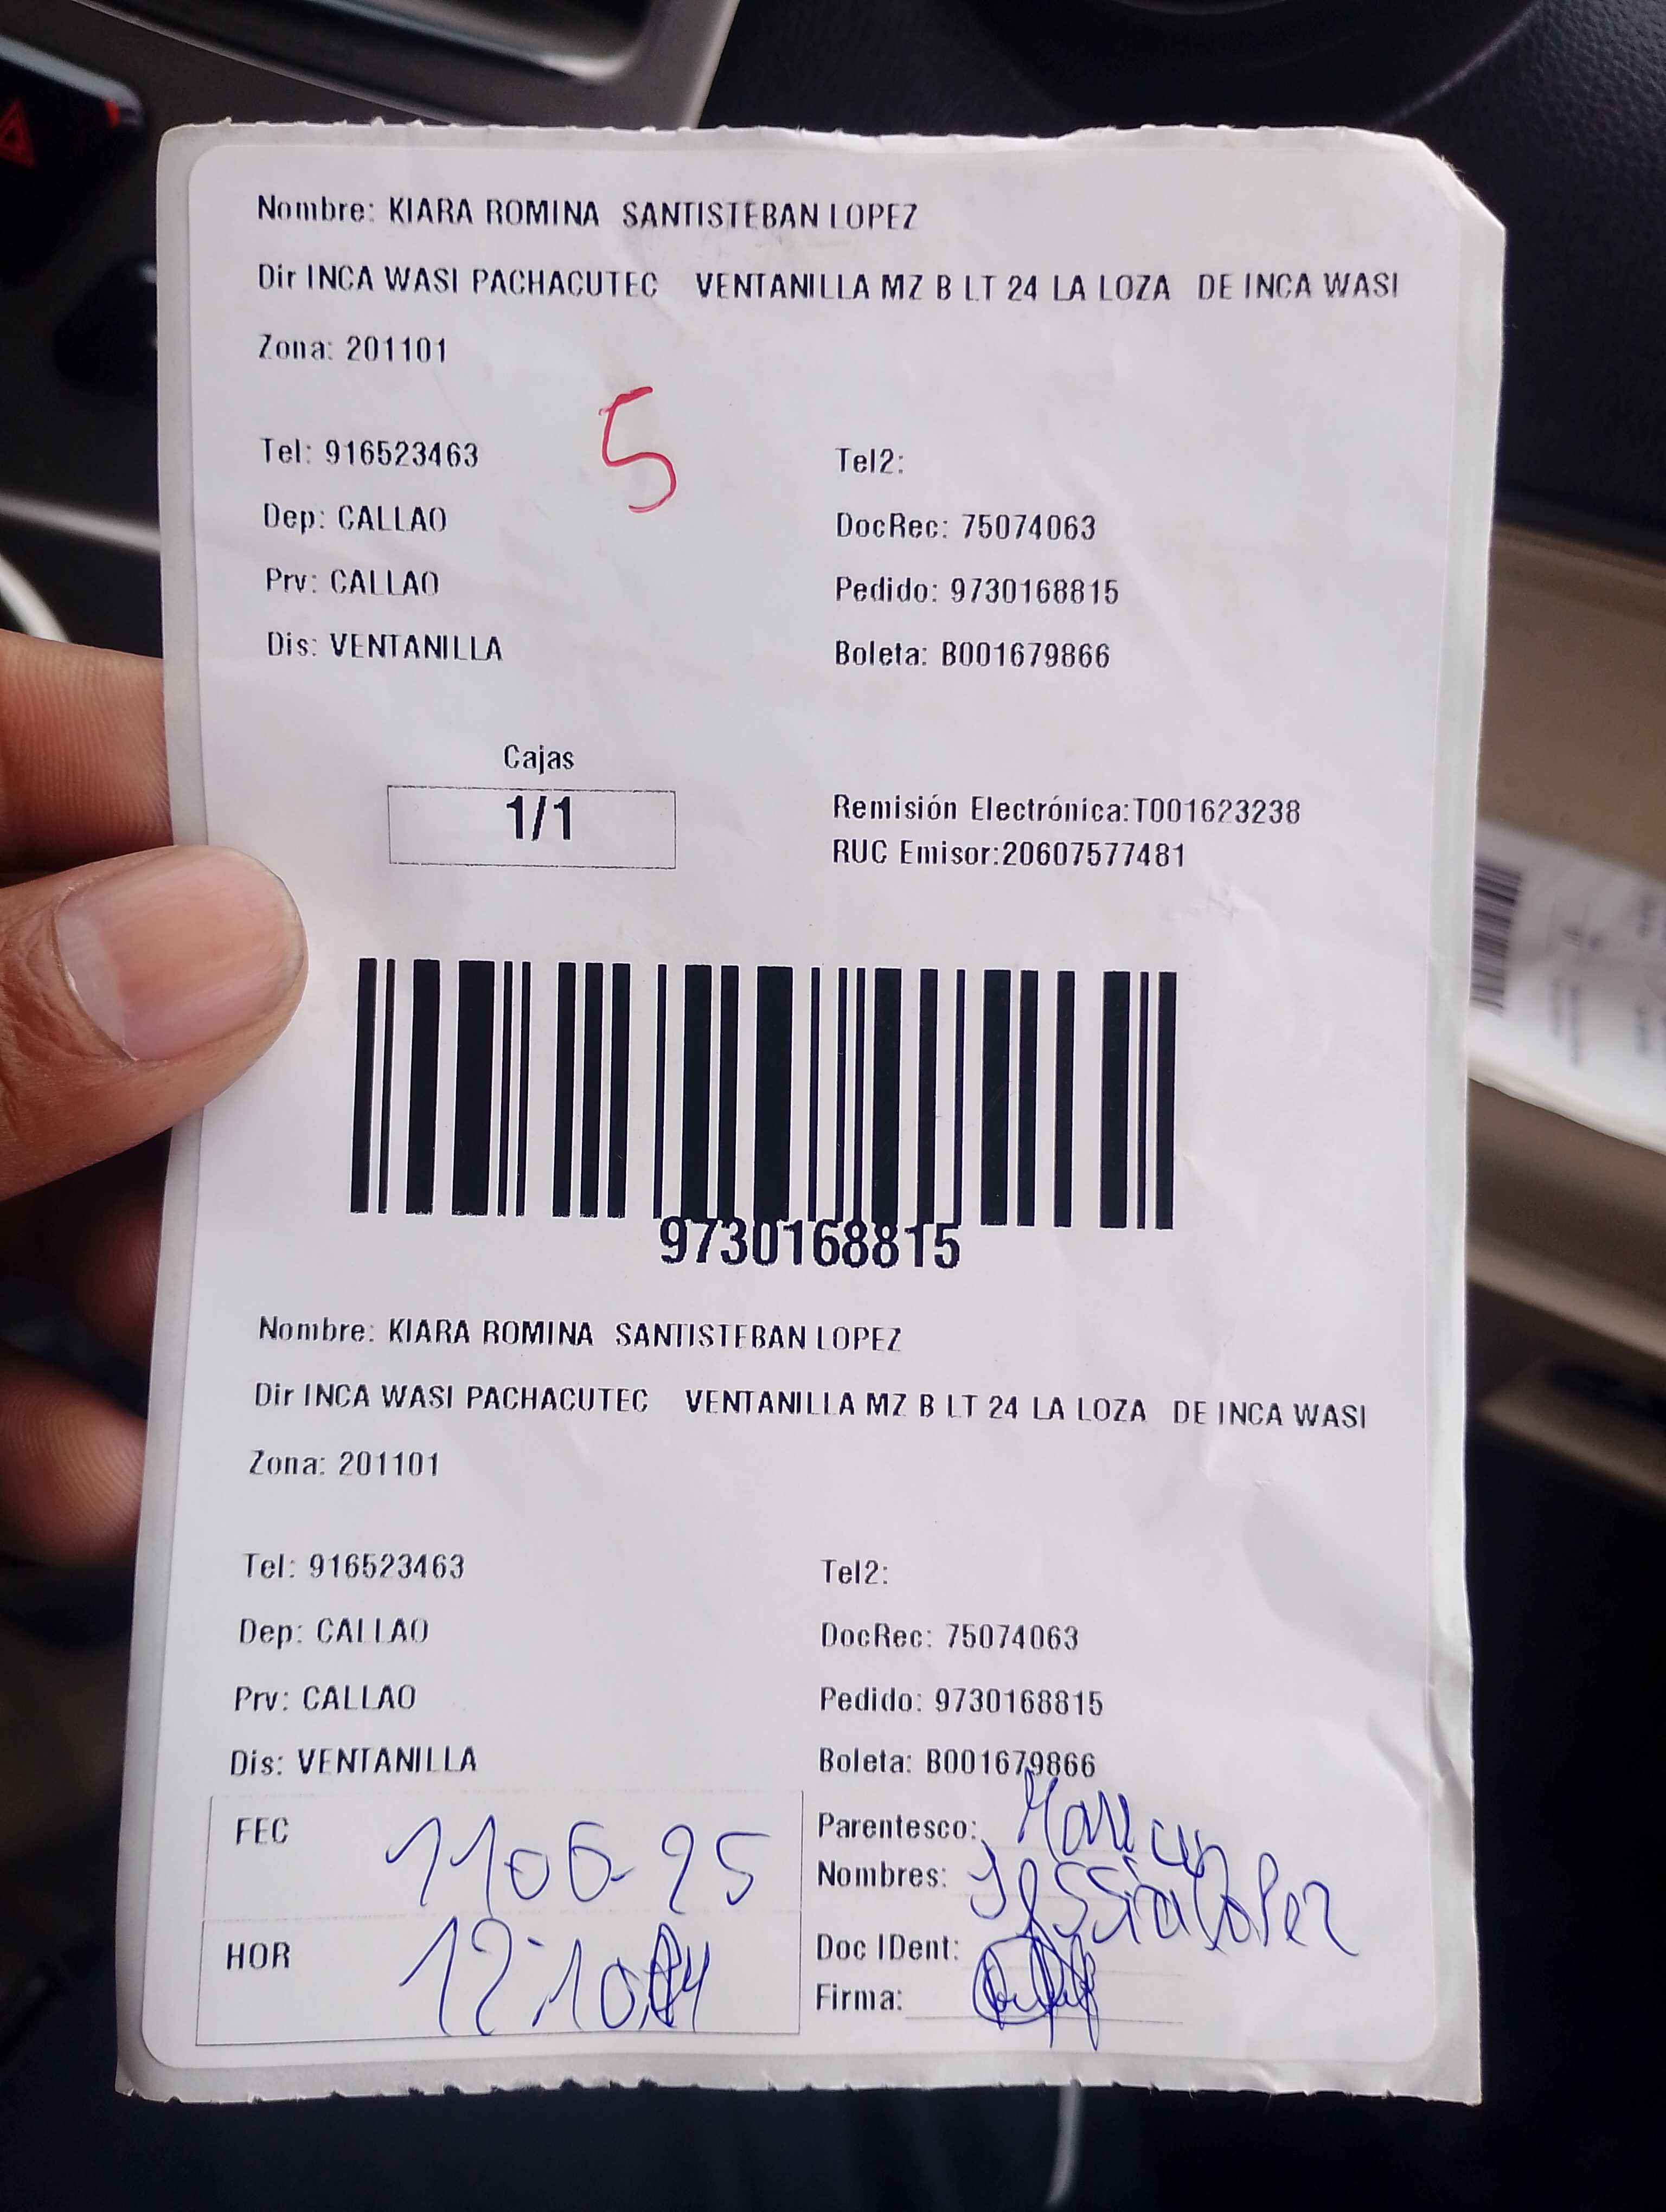 Nombre: KIARA ROMINA SANTISTEBAN LOPEZ
Dir INCA WASI PACHACUTEC VENTANILLA MZ B LT 24 LA LOZA DE INCA WASI
Zona: 201101
5
Tel: 916523463 Tel2:
Dep: CALLAO DocRec: 75074063
Prv: CALLAO Pedido: 9730168815
Dis: VENTANILLA Boleta: B001679866
Cajas
1/1
Remisión Electrónica:T001623238
RUC Emisor:20607577481
9730168815
Nombre: KIARA ROMINA SANTISTEBAN LOPEZ
Dir INCA WASI PACHACUTEC VENTANILLA MZ B LT 24 LA LOZA DE INCA WASI
Zona: 201101
Tel: 916523463 Tel2:
Dep: CALLAO DocRec: 75074063
Prv: CALLAO Pedido: 9730168815
Dis: VENTANILLA Boleta: B001679866
FEC 1106-25 Parentesco:
Nombres: Lopez
HOR 12:10 Doc IDent:
Firma: